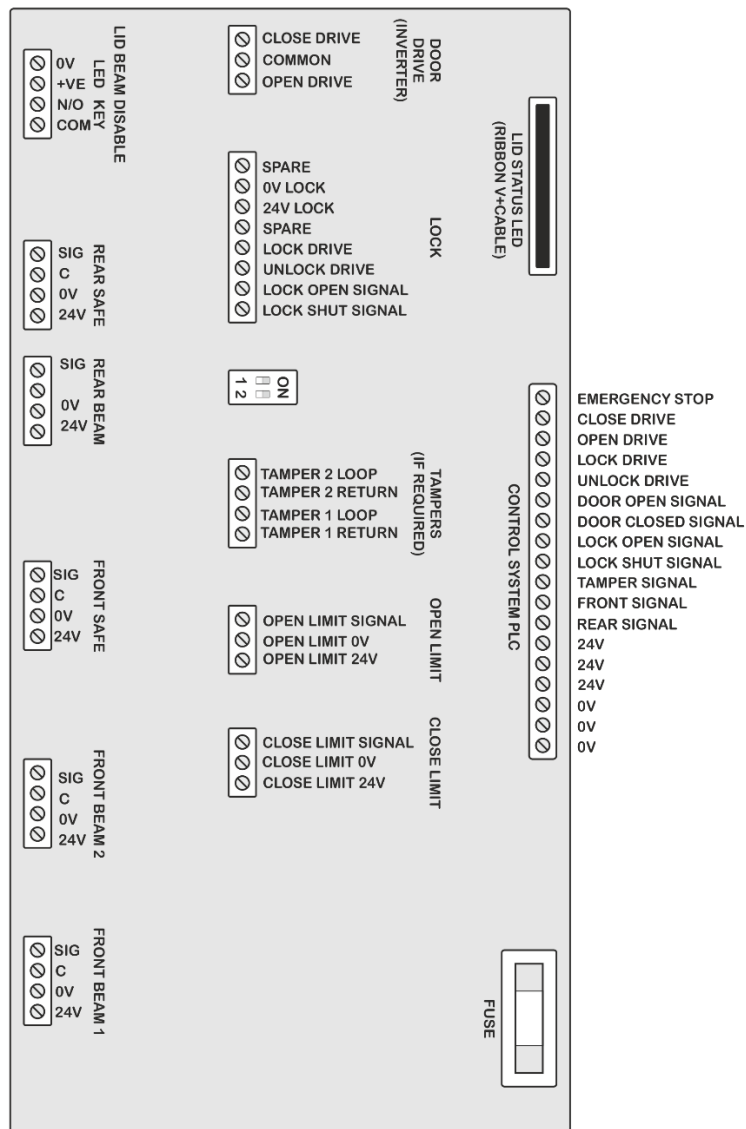 LID BEAM DISABLE
LED KEY
0V
+VE
N/O
COM
REAR SAFE
SIG
C
0V
24V
REAR BEAM
SIG
0V
24V
FRONT SAFE
SIG
C
0V
24V
FRONT BEAM 2
SIG
C
0V
24V
FRONT BEAM 1
SIG
C
0V
24V
DOOR
DRIVE
(INVERTER)
CLOSE DRIVE
COMMON
OPEN DRIVE
LOCK
SPARE
0V LOCK
24V LOCK
SPARE
LOCK DRIVE
UNLOCK DRIVE
LOCK OPEN SIGNAL
LOCK SHUT SIGNAL
ON
1 2
TAMPERS
(IF REQUIRED)
TAMPER 2 LOOP
TAMPER 2 RETURN
TAMPER 1 LOOP
TAMPER 1 RETURN
OPEN LIMIT
OPEN LIMIT SIGNAL
OPEN LIMIT 0V
OPEN LIMIT 24V
CLOSE LIMIT
CLOSE LIMIT SIGNAL
CLOSE LIMIT 0V
CLOSE LIMIT 24V
LID STATUS LED
(RIBBON V+CABLE)
CONTROL SYSTEM PLC
EMERGENCY STOP
CLOSE DRIVE
OPEN DRIVE
LOCK DRIVE
UNLOCK DRIVE
DOOR OPEN SIGNAL
DOOR CLOSED SIGNAL
LOCK OPEN SIGNAL
LOCK SHUT SIGNAL
TAMPER SIGNAL
FRONT SIGNAL
REAR SIGNAL
24V
24V
24V
0V
0V
0V
FUSE